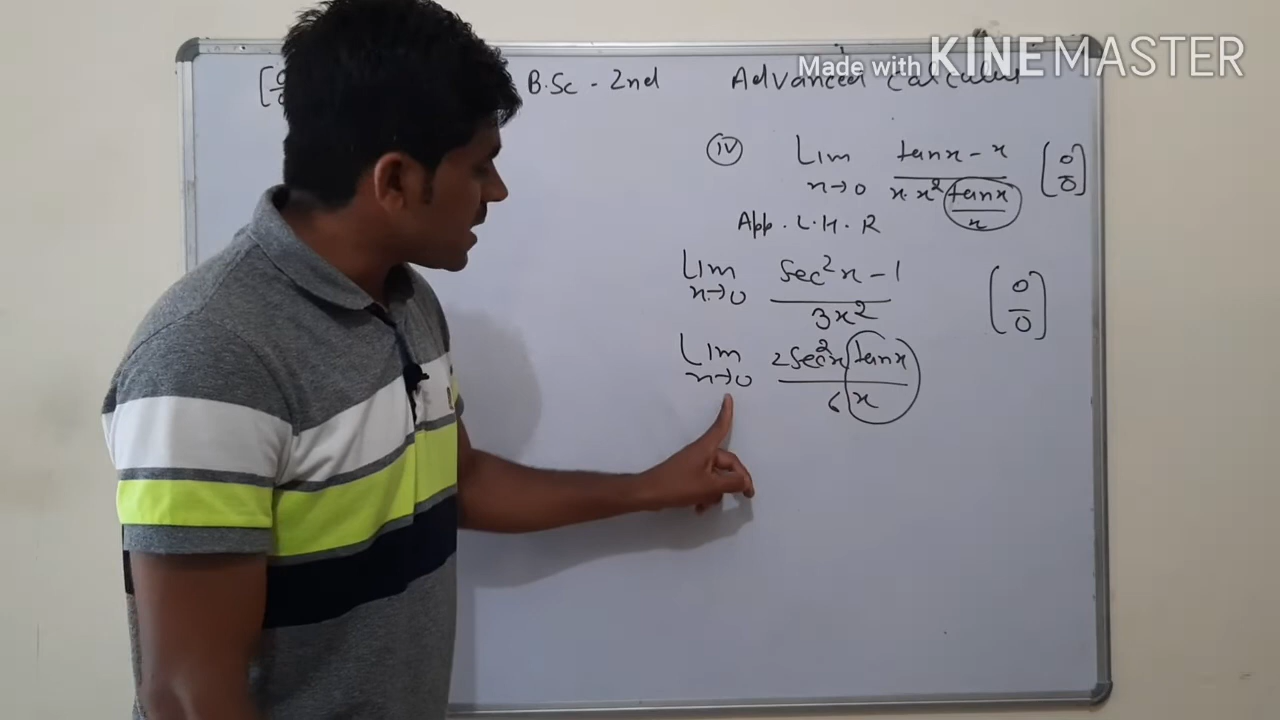 Made with KINEMASTER
B.Sc - 2nd Advanced Calculus
(iv) Lim x→0 tanx - x / x·x² (tanx / x) [0/0]
App. L.H.R
Lim x→0 sec²x - 1 / 3x² [0/0]
Lim x→0 2sec²x tanx / 6x